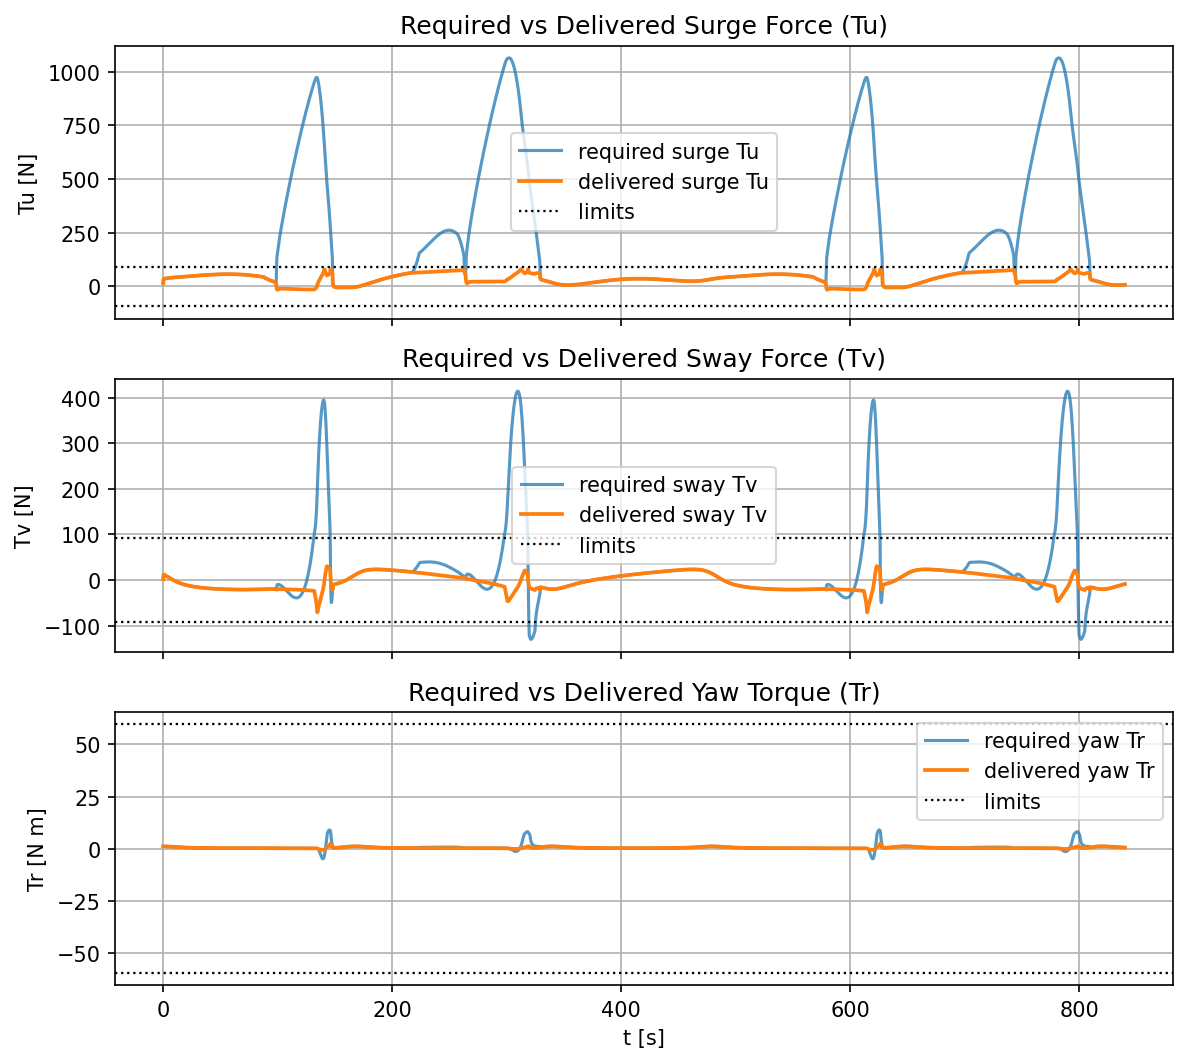 Required vs Delivered Surge Force (Tu)
1000
750
500
250
0
Tu [N]
required surge Tu
delivered surge Tu
limits
Required vs Delivered Sway Force (Tv)
400
300
200
100
0
−100
Tv [N]
required sway Tv
delivered sway Tv
limits
Required vs Delivered Yaw Torque (Tr)
50
25
0
−25
−50
Tr [N m]
required yaw Tr
delivered yaw Tr
limits
0 200 400 600 800
t [s]